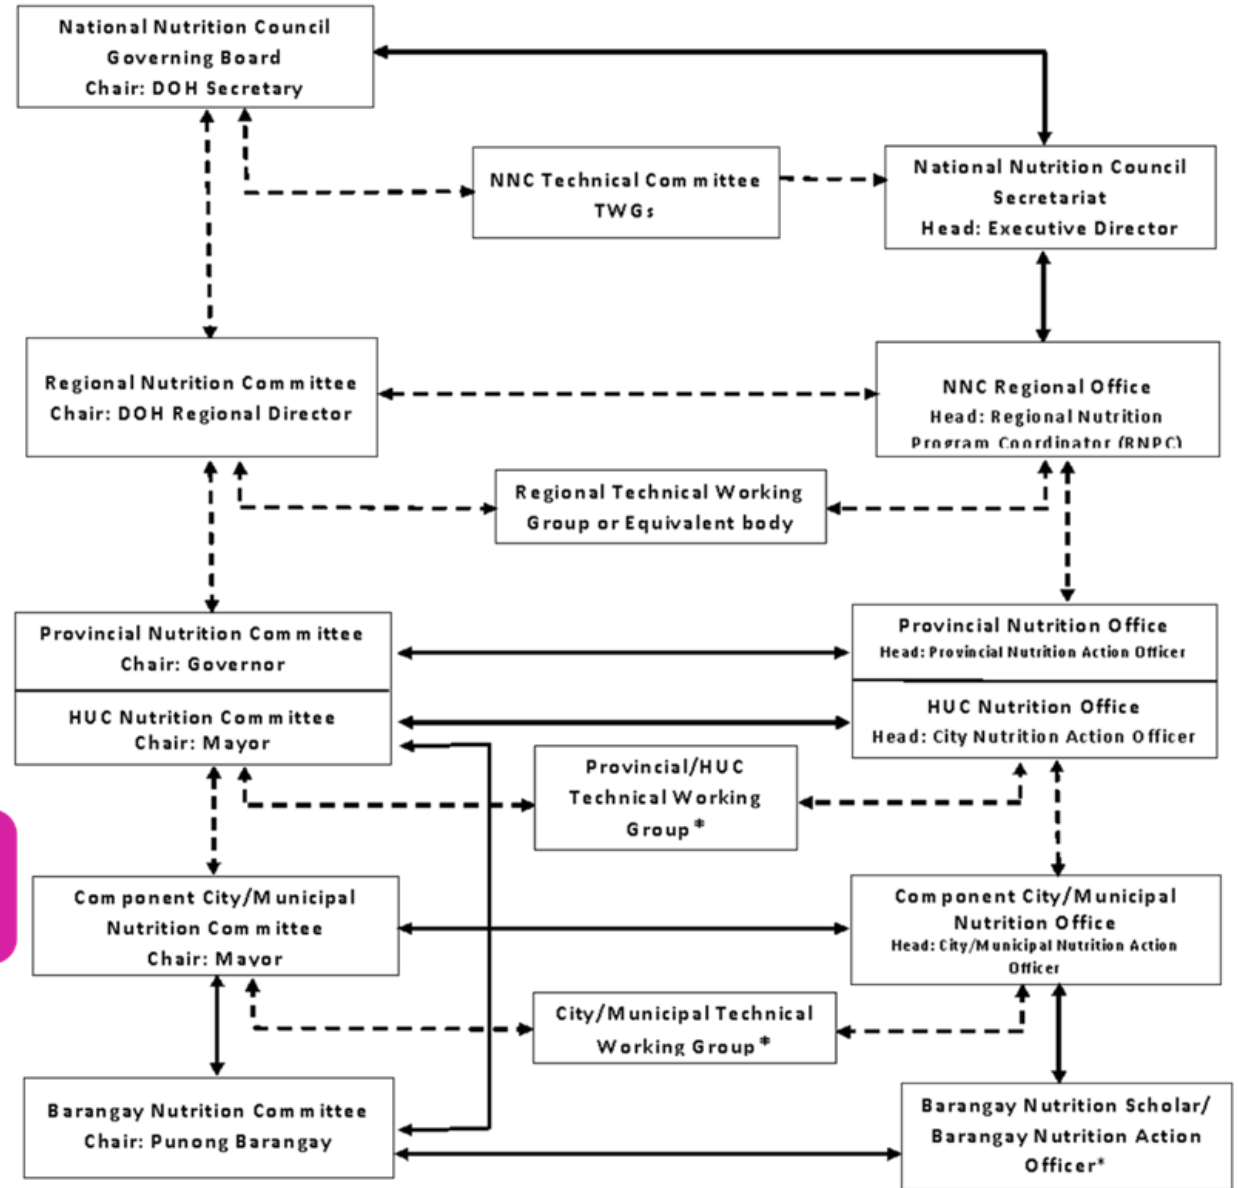 National Nutrition Council
Governing Board
Chair: DOH Secretary
NNC Technical Committee
TWGs
National Nutrition Council
Secretariat
Head: Executive Director
Regional Nutrition Committee
Chair: DOH Regional Director
NNC Regional Office
Head: Regional Nutrition
Program Coordinator (RNPC)
Regional Technical Working
Group or Equivalent body
Provincial Nutrition Committee
Chair: Governor
HUC Nutrition Committee
Chair: Mayor
Provincial Nutrition Office
Head: Provincial Nutrition Action Officer
HUC Nutrition Office
Head: City Nutrition Action Officer
Provincial/HUC
Technical Working
Group*
Component City/Municipal
Nutrition Committee
Chair: Mayor
Component City/Municipal
Nutrition Office
Head: City/Municipal Nutrition Action
Officer
City/Municipal Technical
Working Group*
Barangay Nutrition Committee
Chair: Punong Barangay
Barangay Nutrition Scholar/
Barangay Nutrition Action
Officer*